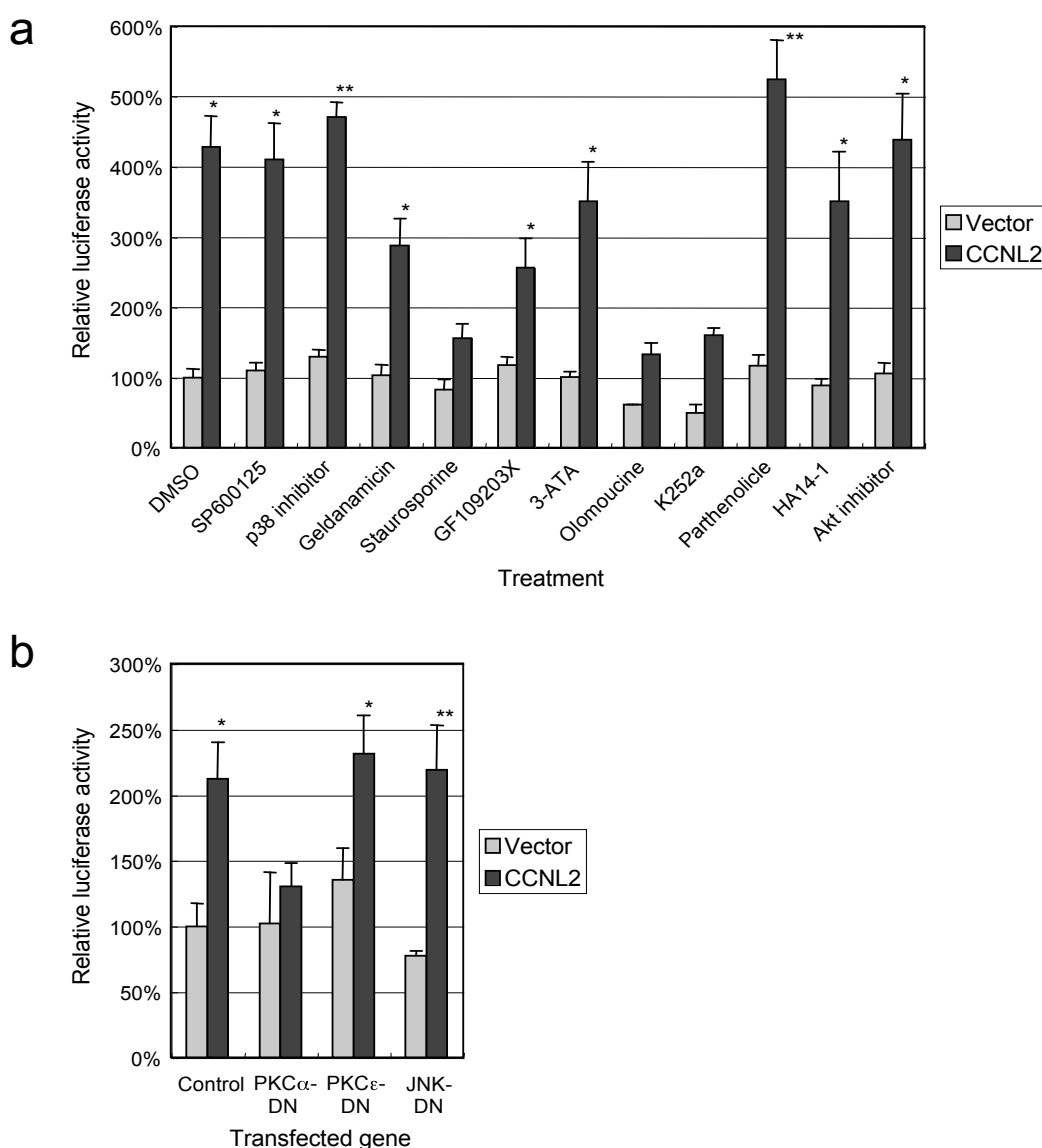 a
Relative luciferase activity
600%
500%
400%
300%
200%
100%
0%
*
*
**
*
*
*
**
*
*
Vector
CCNL2
DMSO
SP600125
p38 inhibitor
Geldanamicin
Staurosporine
GF109203X
3-ATA
Olomoucine
K252a
Parthenolicle
HA14-1
Akt inhibitor
Treatment
b
Relative luciferase activity
300%
250%
200%
150%
100%
50%
0%
*
*
**
Vector
CCNL2
Control
PKCα-
DN
PKCε-
DN
JNK-
DN
Transfected gene